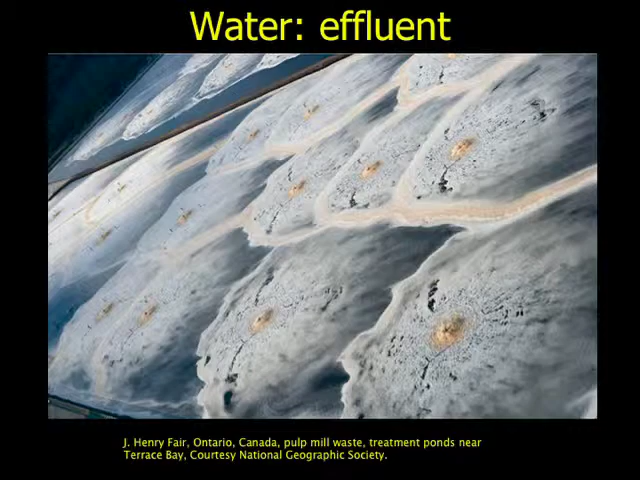 Water: effluent
J. Henry Fair, Ontario, Canada, pulp mill waste, treatment ponds near
Terrace Bay, Courtesy National Geographic Society.